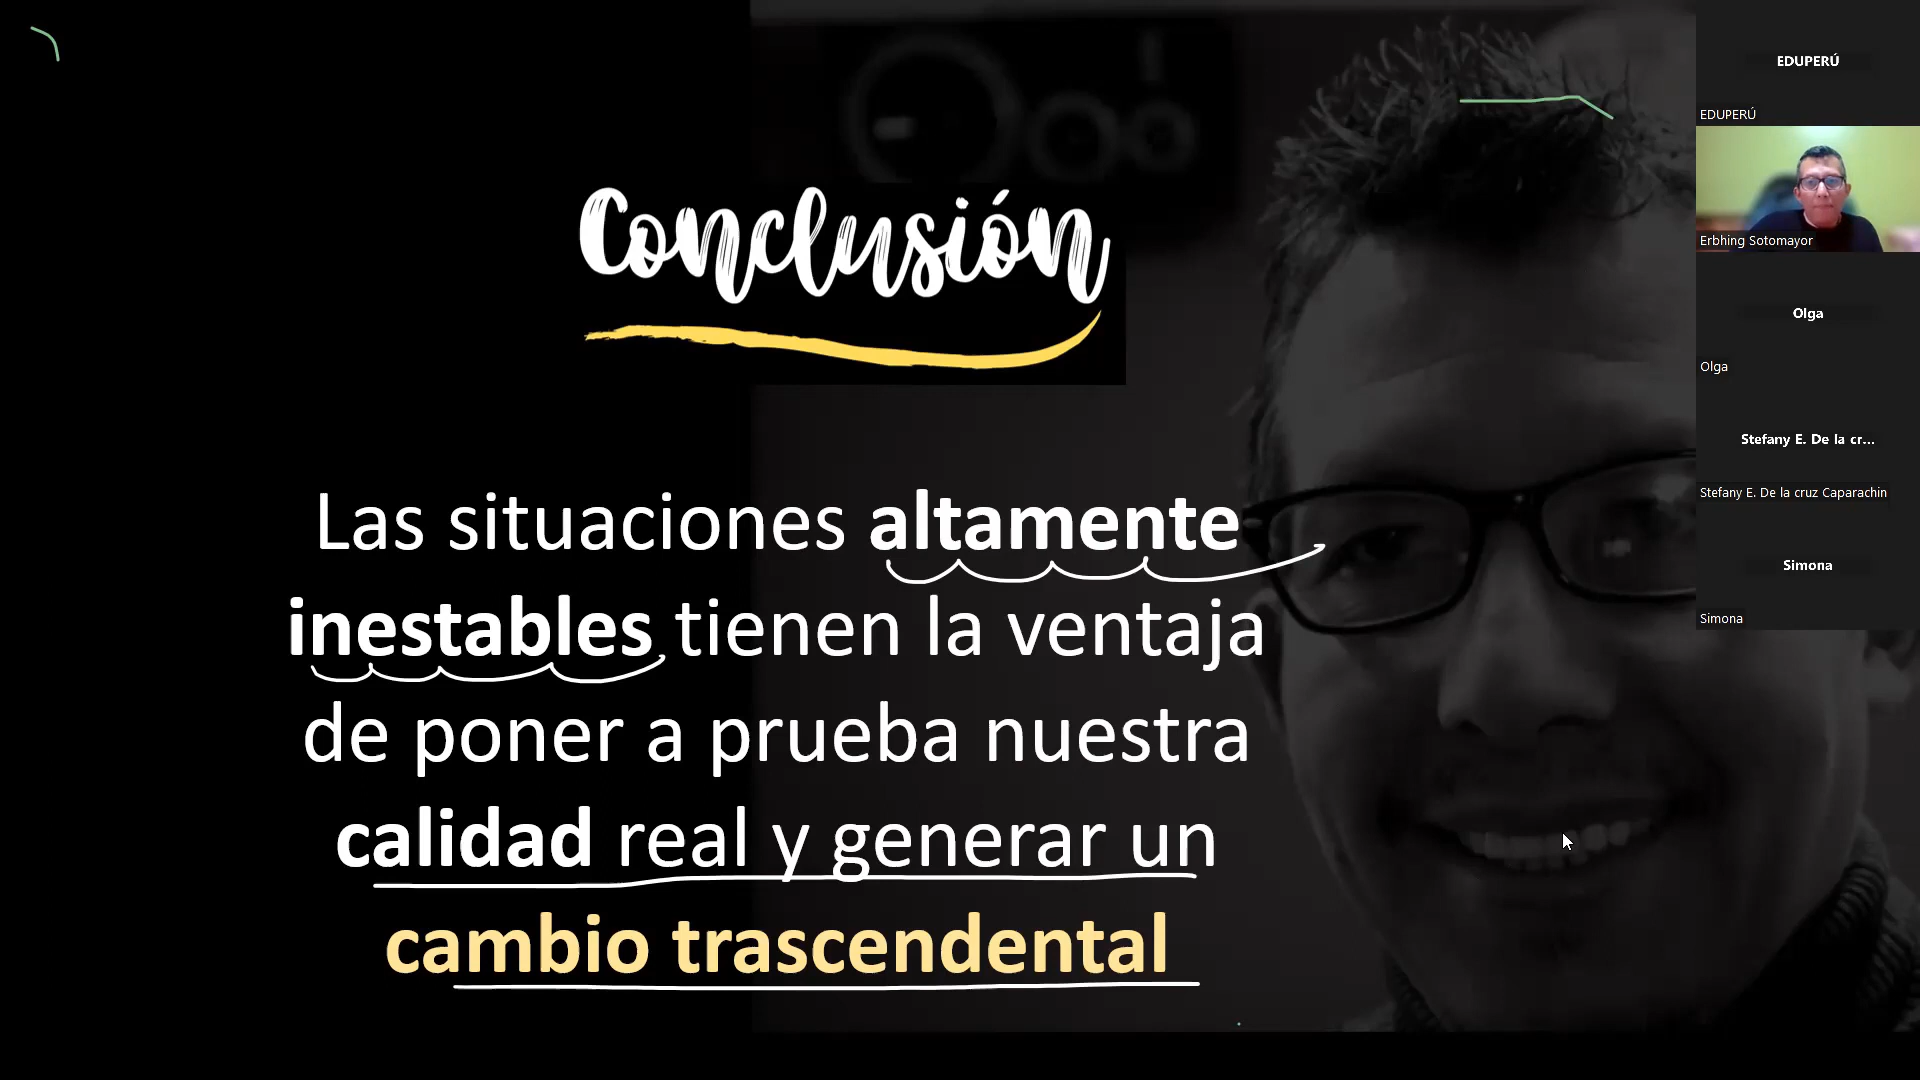 Conclusión
Las situaciones altamente
inestables tienen la ventaja
de poner a prueba nuestra
calidad real y generar un
cambio trascendental
EDUPERÚ
EDUPERÚ
Erbhing Sotomayor
Olga
Olga
Stefany E. De la cr...
Stefany E. De la cruz Caparachin
Simona
Simona